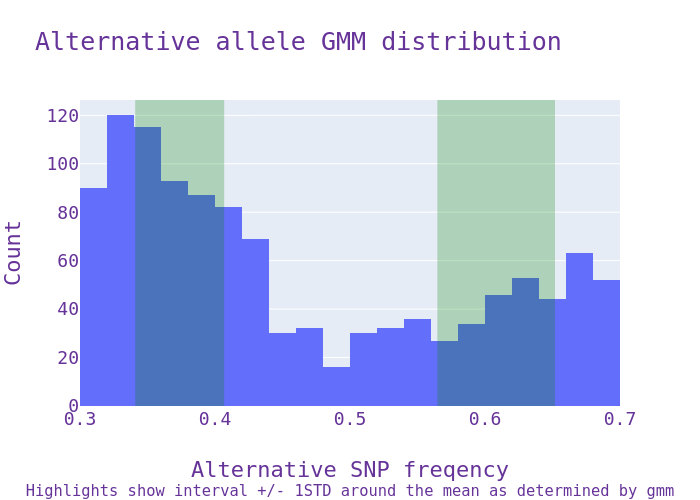 Alternative allele GMM distribution
120
100
80
60
40
20
0
Count
0.3 0.4 0.5 0.6 0.7
Alternative SNP freqency
Highlights show interval +/- 1STD around the mean as determined by gmm